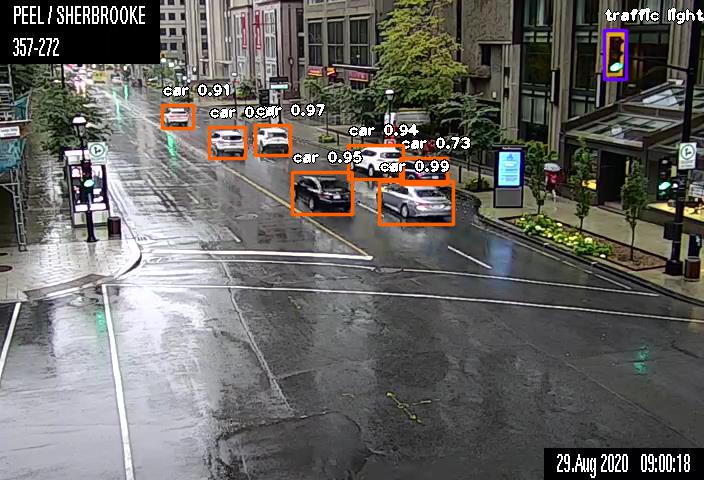 PEEL / SHERBROOKE
357-272
traffic light
car 0.91
car 0.97
car 0.94
car 0.73
car 0.95
car 0.99
29.Aug 2020 09:00:18